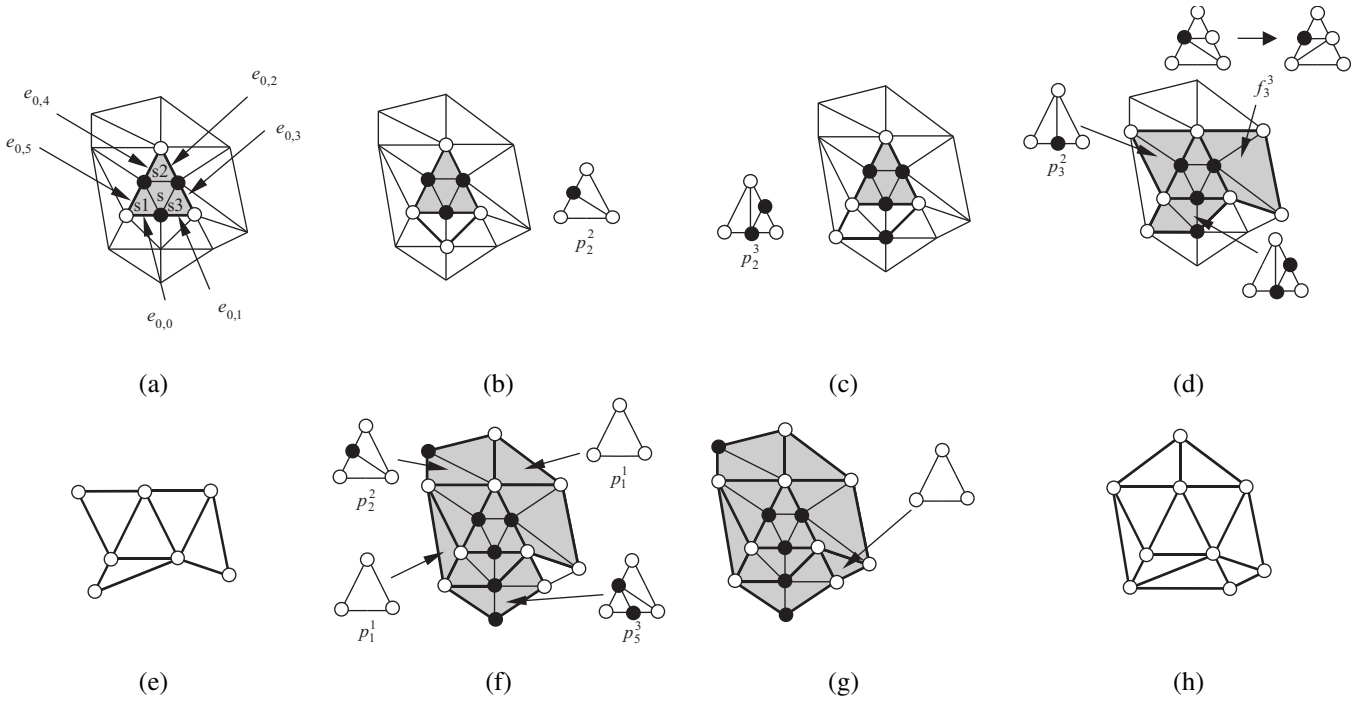 e0,2
e0,4
e0,3
e0,5
s2
s
s1
s3
e0,0
e0,1
p2^2
p2^3
f3^3
p3^2
(a) (b) (c) (d)
p2^2
p1^1
p1^1
p5^3
(e) (f) (g) (h)